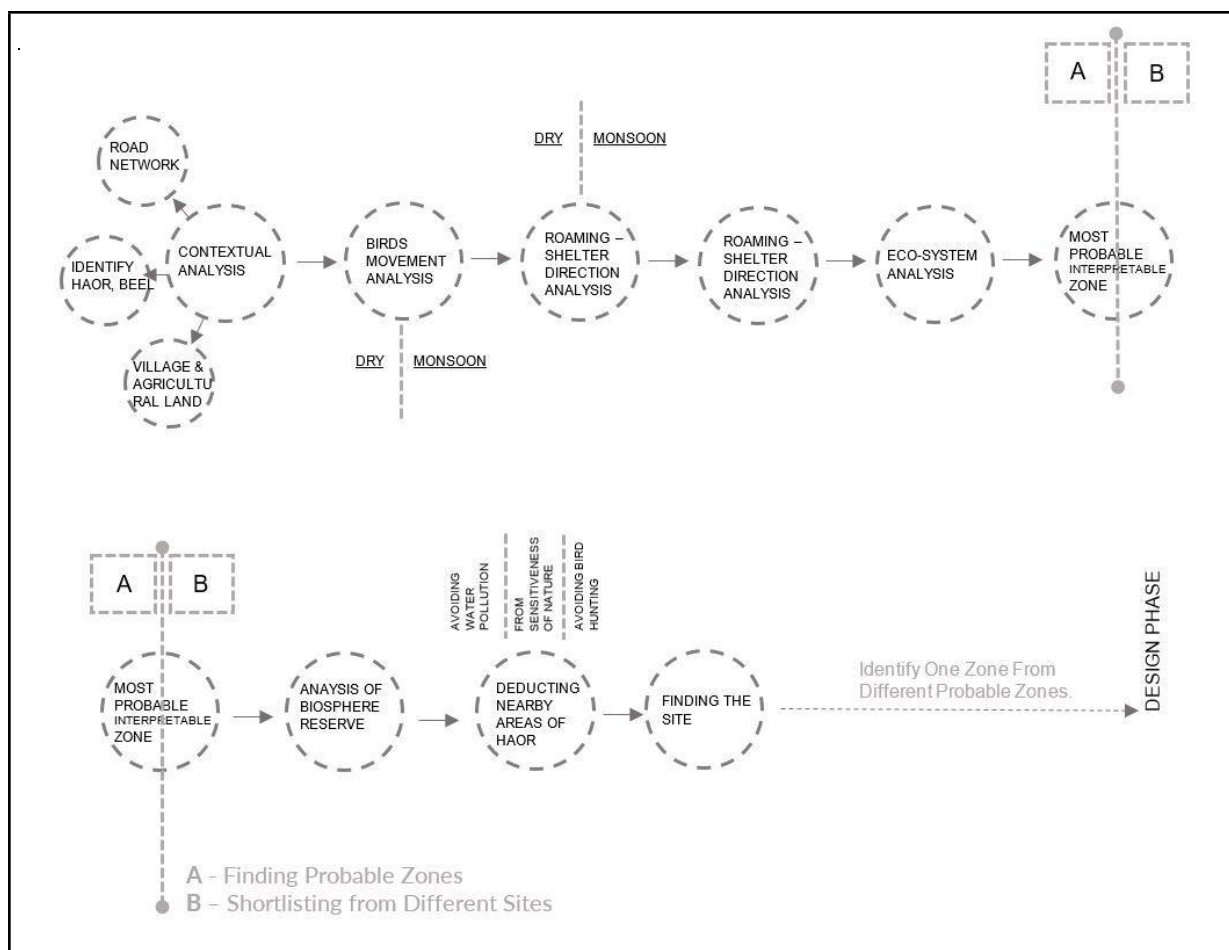 .
A
B
DRY
MONSOON
ROAD
NETWORK
CONTEXTUAL
ANALYSIS
IDENTIFY
HAOR, BEEL
VILLAGE &
AGRICULTU
RAL LAND
BIRDS
MOVEMENT
ANALYSIS
DRY
MONSOON
ROAMING –
SHELTER
DIRECTION
ANALYSIS
ROAMING –
SHELTER
DIRECTION
ANALYSIS
ECO-SYSTEM
ANALYSIS
MOST
PROBABLE
INTERPRETABLE
ZONE
A
B
MOST
PROBABLE
INTERPRETABLE
ZONE
ANAYSIS OF
BIOSPHERE
RESERVE
AVOIDING
WATER
POLLUTION
FROM
SENSITIVENESS
OF NATURE
AVOIDING BIRD
HUNTING
DEDUCTING
NEARBY
AREAS OF
HAOR
FINDING THE
SITE
Identify One Zone From
Different Probable Zones.
DESIGN PHASE
A - Finding Probable Zones
B – Shortlisting from Different Sites